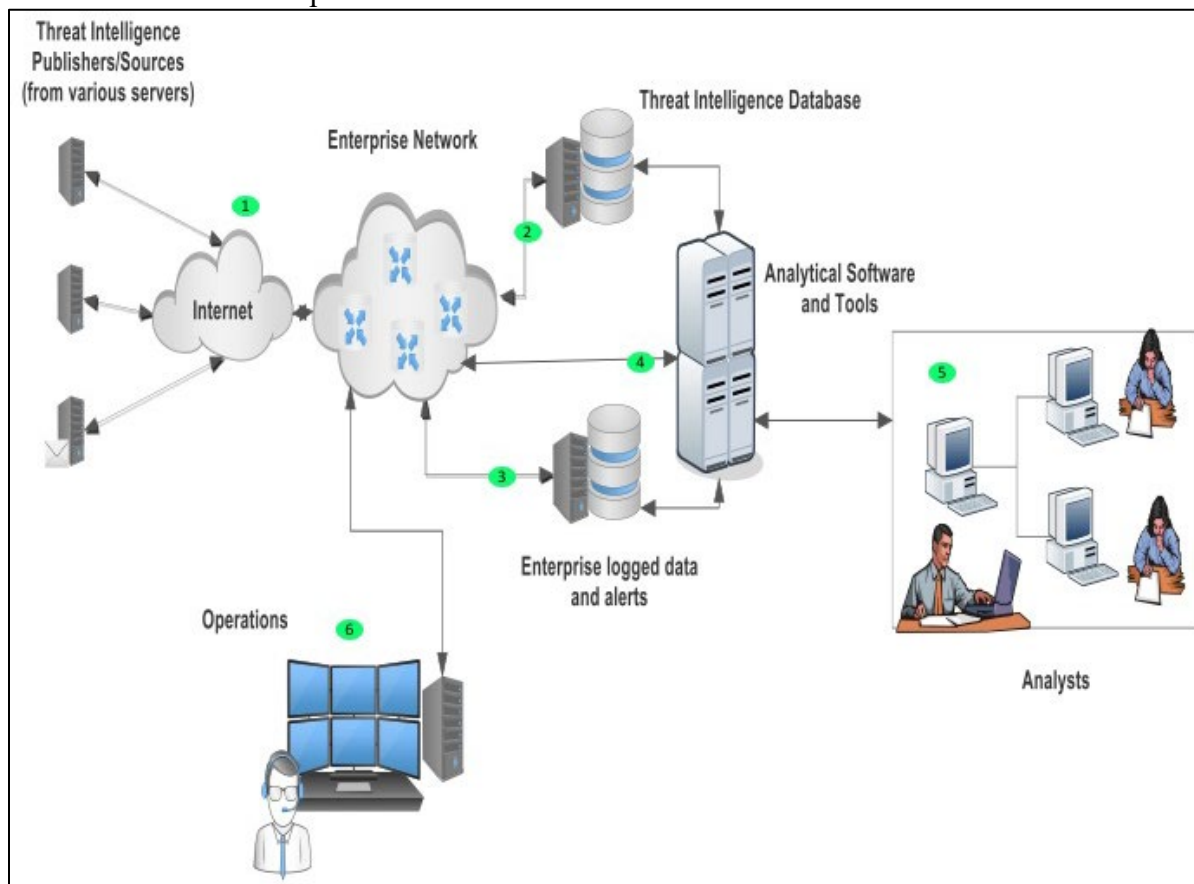 Threat Intelligence
Publishers/Sources
(from various servers)
Threat Intelligence Database
Enterprise Network
1
2
Internet
Analytical Software
and Tools
4
5
3
Enterprise logged data
and alerts
Operations
6
Analysts